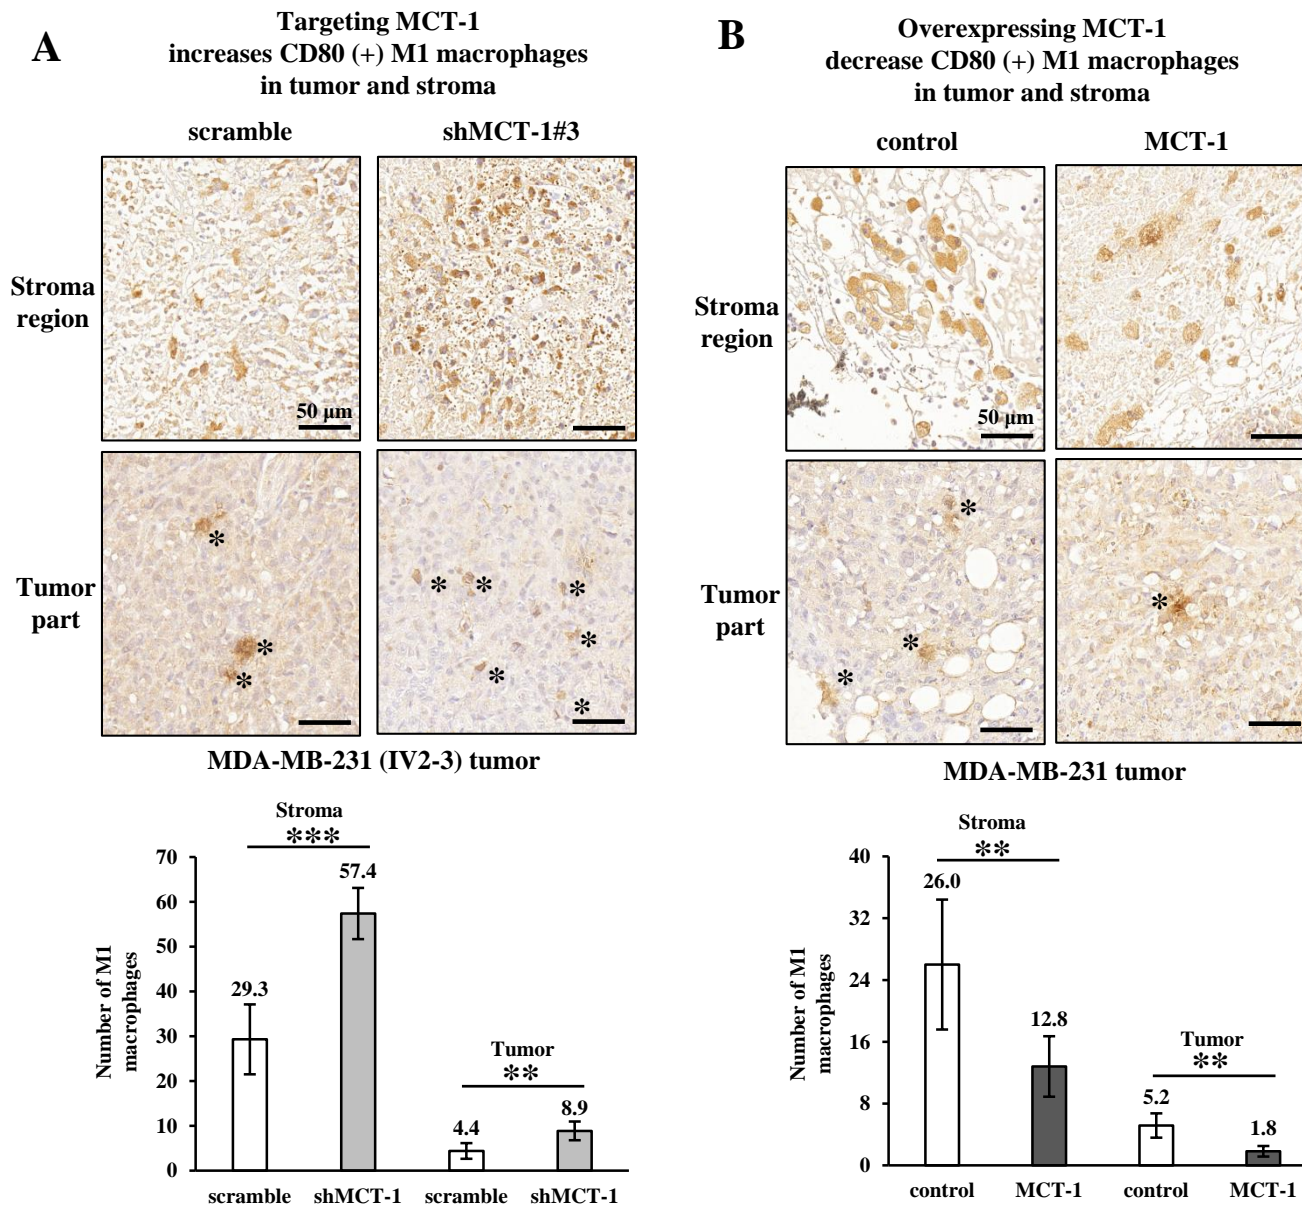 A
Targeting MCT-1
increases CD80 (+) M1 macrophages
in tumor and stroma
scramble
shMCT-1#3
Stroma
region
50 μm
Tumor
part
*
*
*
*
*
*
*
*
*
MDA-MB-231 (IV2-3) tumor
Number of M1
macrophages
70
60
50
40
30
20
10
0
Stroma
***
29.3
57.4
Tumor
**
4.4
8.9
scramble
shMCT-1
scramble
shMCT-1
B
Overexpressing MCT-1
decrease CD80 (+) M1 macrophages
in tumor and stroma
control
MCT-1
Stroma
region
50 μm
Tumor
part
*
*
*
*
MDA-MB-231 tumor
Number of M1
macrophages
40
32
24
16
8
0
Stroma
**
26.0
12.8
Tumor
**
5.2
1.8
control
MCT-1
control
MCT-1